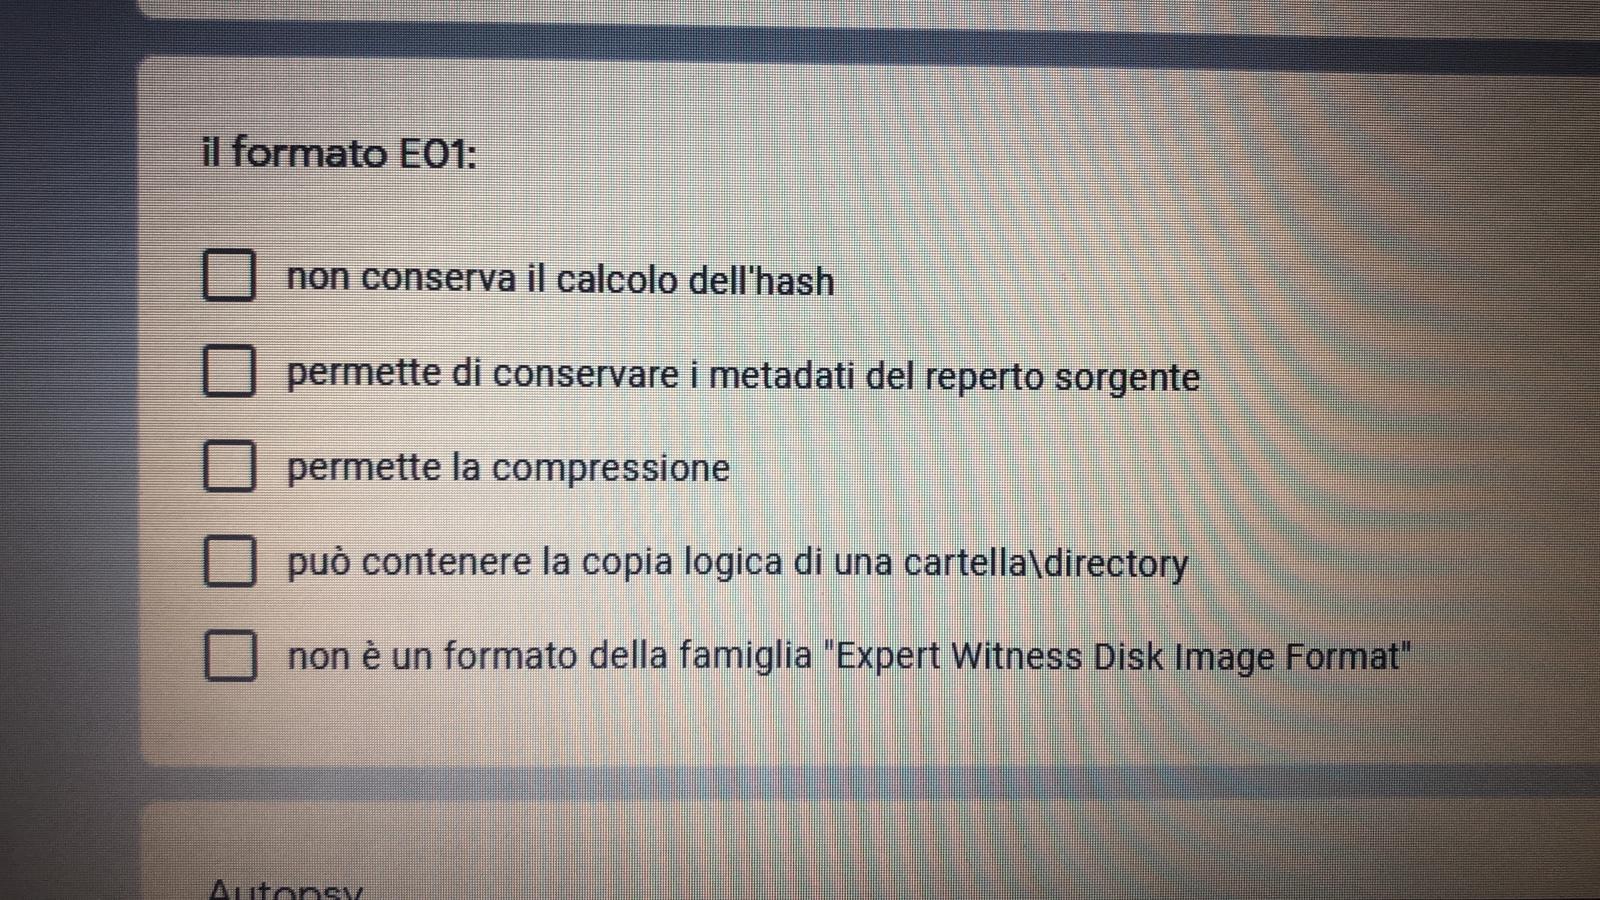 il formato E01:
non conserva il calcolo dell'hash
permette di conservare i metadati del reperto sorgente
permette la compressione
può contenere la copia logica di una cartella\directory
non è un formato della famiglia "Expert Witness Disk Image Format"
Autopsy